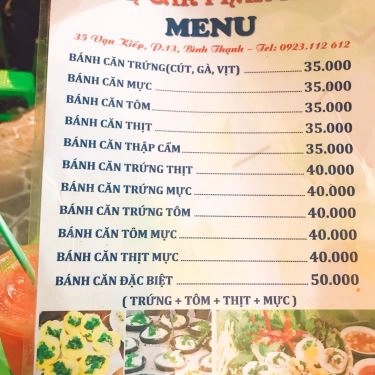 MENU
35 Vạn Kiếp, P.13, Bình Thạnh - Tel: 0923.112 612
BÁNH CĂN TRỨNG(CÚT, GÀ, VỊT) 35.000
BÁNH CĂN MỰC 35.000
BÁNH CĂN TÔM 35.000
BÁNH CĂN THỊT 35.000
BÁNH CĂN THẬP CẨM 35.000
BÁNH CĂN TRỨNG THỊT 40.000
BÁNH CĂN TRỨNG MỰC 40.000
BÁNH CĂN TRỨNG TÔM 40.000
BÁNH CĂN TÔM MỰC 40.000
BÁNH CĂN THỊT MỰC 40.000
BÁNH CĂN ĐẶC BIỆT 50.000
( TRỨNG + TÔM + THỊT + MỰC )